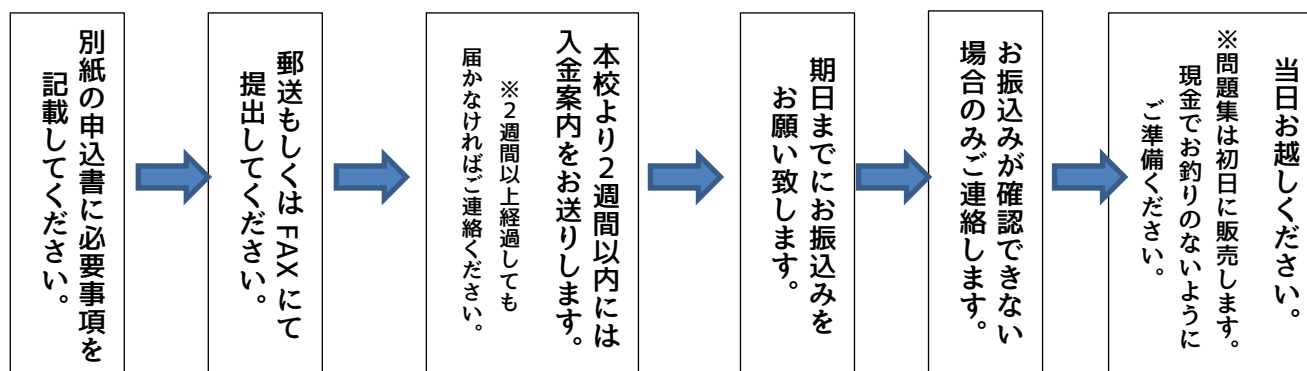 別紙の申込書に必要事項を
記載してください。
郵送もしくは FAX にて
提出してください。
本校より２週間以内には
入金案内をお送りします。
※２週間以上経過しても
届かなければご連絡ください。
期日までにお振込みを
お願い致します。
お振込みが確認できない
場合のみご連絡します。
当日お越しください。
※問題集は初日に販売します。
現金でお釣りのないように
ご準備ください。